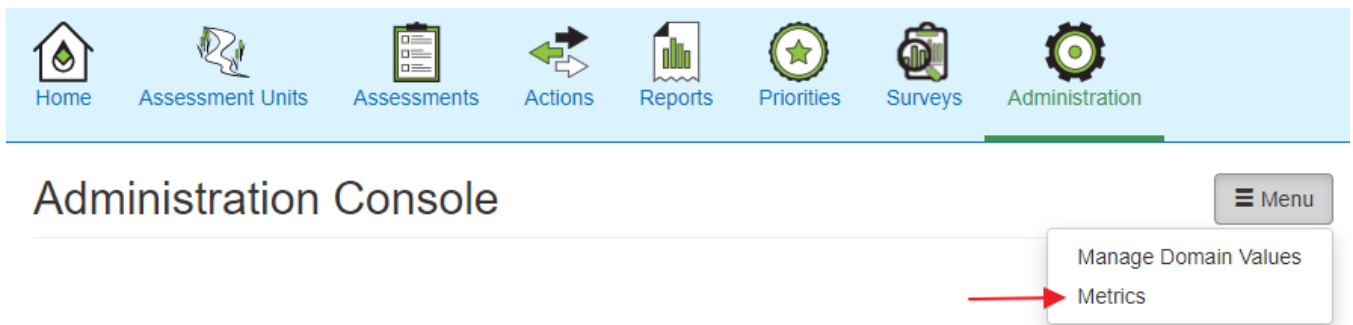 Home Assessment Units Assessments Actions Reports Priorities Surveys Administration
Administration Console
Menu
Manage Domain Values
Metrics